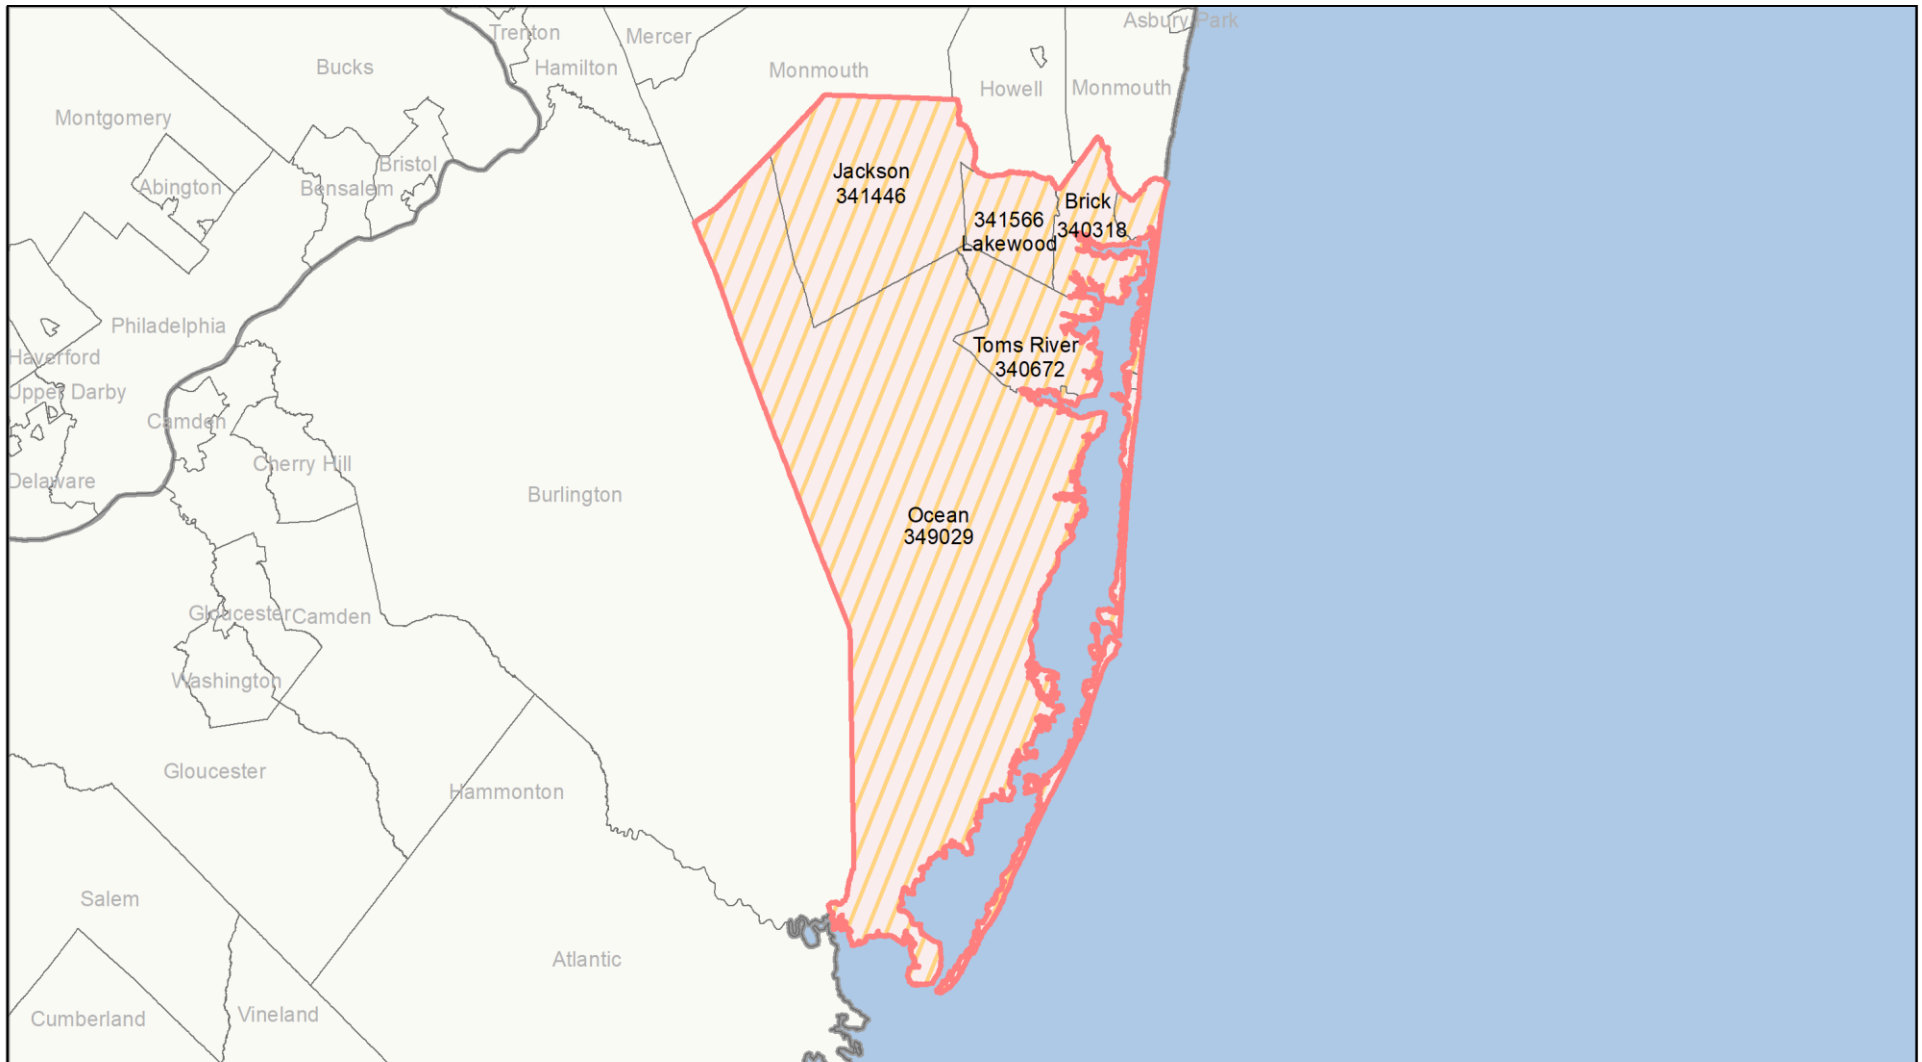 Asbury Park
Trenton
Mercer
Bucks
Hamilton
Monmouth
Howell
Monmouth
Montgomery
Bristol
Abington
Bensalem
Jackson
341446
Brick
340318
341566
Lakewood
Philadelphia
Toms River
340672
Haverford
Upper Darby
Camden
Cherry Hill
Delaware
Burlington
Ocean
349029
Gloucester
Camden
Washington
Gloucester
Hammonton
Salem
Atlantic
Cumberland
Vineland